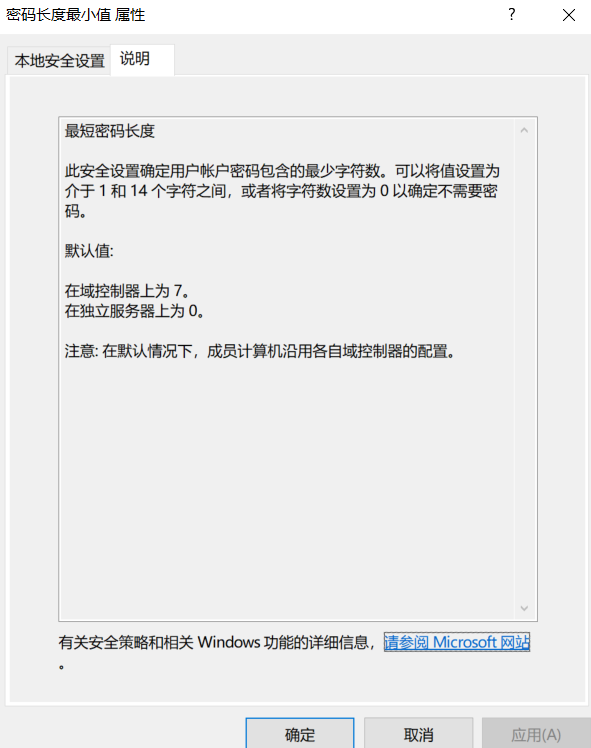 密码长度最小值 属性
本地安全设置 说明
最短密码长度
此安全设置确定用户帐户密码包含的最少字符数。可以将值设置为
介于 1 和 14 个字符之间，或者将字符数设置为 0 以确定不需要密
码。
默认值:
在域控制器上为 7。
在独立服务器上为 0。
注意: 在默认情况下，成员计算机沿用各自域控制器的配置。
有关安全策略和相关 Windows 功能的详细信息，请参阅 Microsoft 网站
。
确定 取消 应用(A)